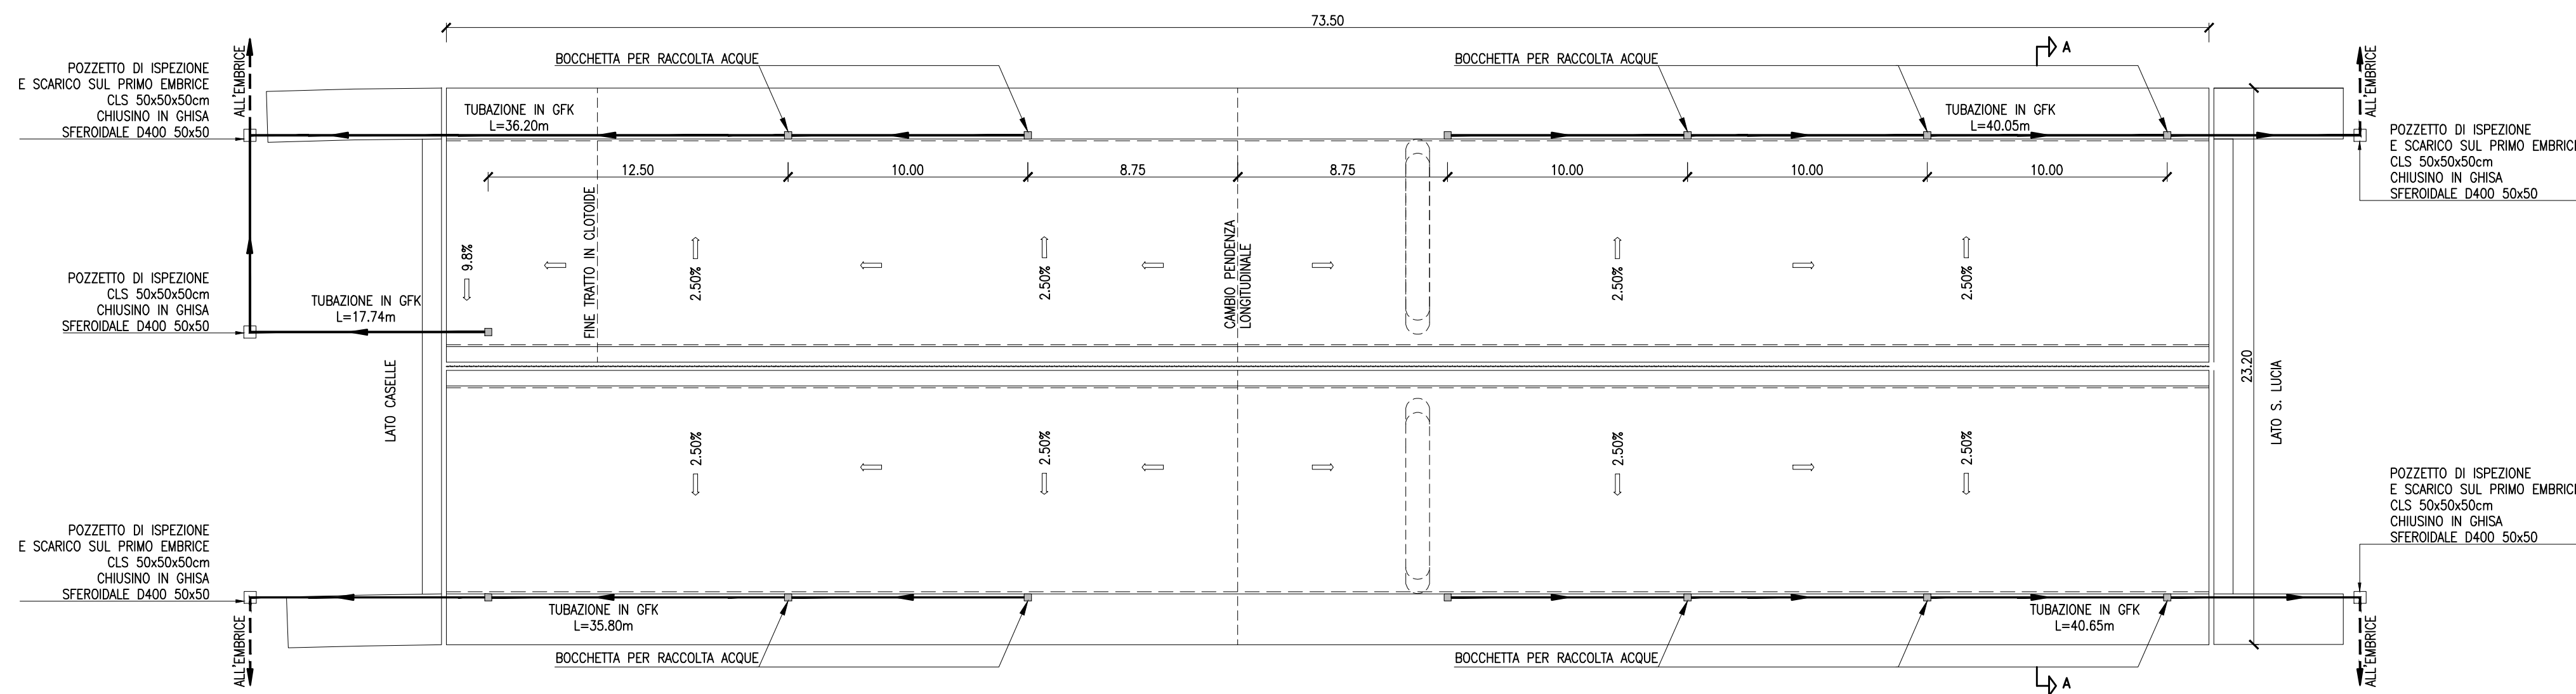 73.50
BOCCHETTA PER RACCOLTA ACQUE
BOCCHETTA PER RACCOLTA ACQUE
A
ALL'EMBRICE
ALL'EMBRICE
POZZETTO DI ISPEZIONE
E SCARICO SUL PRIMO EMBRICE
CLS 50x50x50cm
CHIUSINO IN GHISA
SFEROIDALE D400 50x50
TUBAZIONE IN GFK
L=36.20m
TUBAZIONE IN GFK
L=40.05m
POZZETTO DI ISPEZIONE
E SCARICO SUL PRIMO EMBRICE
CLS 50x50x50cm
CHIUSINO IN GHISA
SFEROIDALE D400 50x50
12.50
10.00
8.75
8.75
10.00
10.00
10.00
9.8%
FINE TRATTO IN CLOTOIDE
2.50%
2.50%
CAMBIO PENDENZA
LONGITUDINALE
2.50%
2.50%
POZZETTO DI ISPEZIONE
CLS 50x50x50cm
CHIUSINO IN GHISA
SFEROIDALE D400 50x50
TUBAZIONE IN GFK
L=17.74m
LATO CASELLE
23.20
LATO S. LUCIA
2.50%
2.50%
2.50%
2.50%
POZZETTO DI ISPEZIONE
E SCARICO SUL PRIMO EMBRICE
CLS 50x50x50cm
CHIUSINO IN GHISA
SFEROIDALE D400 50x50
POZZETTO DI ISPEZIONE
E SCARICO SUL PRIMO EMBRICE
CLS 50x50x50cm
CHIUSINO IN GHISA
SFEROIDALE D400 50x50
TUBAZIONE IN GFK
L=35.80m
TUBAZIONE IN GFK
L=40.65m
ALL'EMBRICE
ALL'EMBRICE
BOCCHETTA PER RACCOLTA ACQUE
BOCCHETTA PER RACCOLTA ACQUE
A